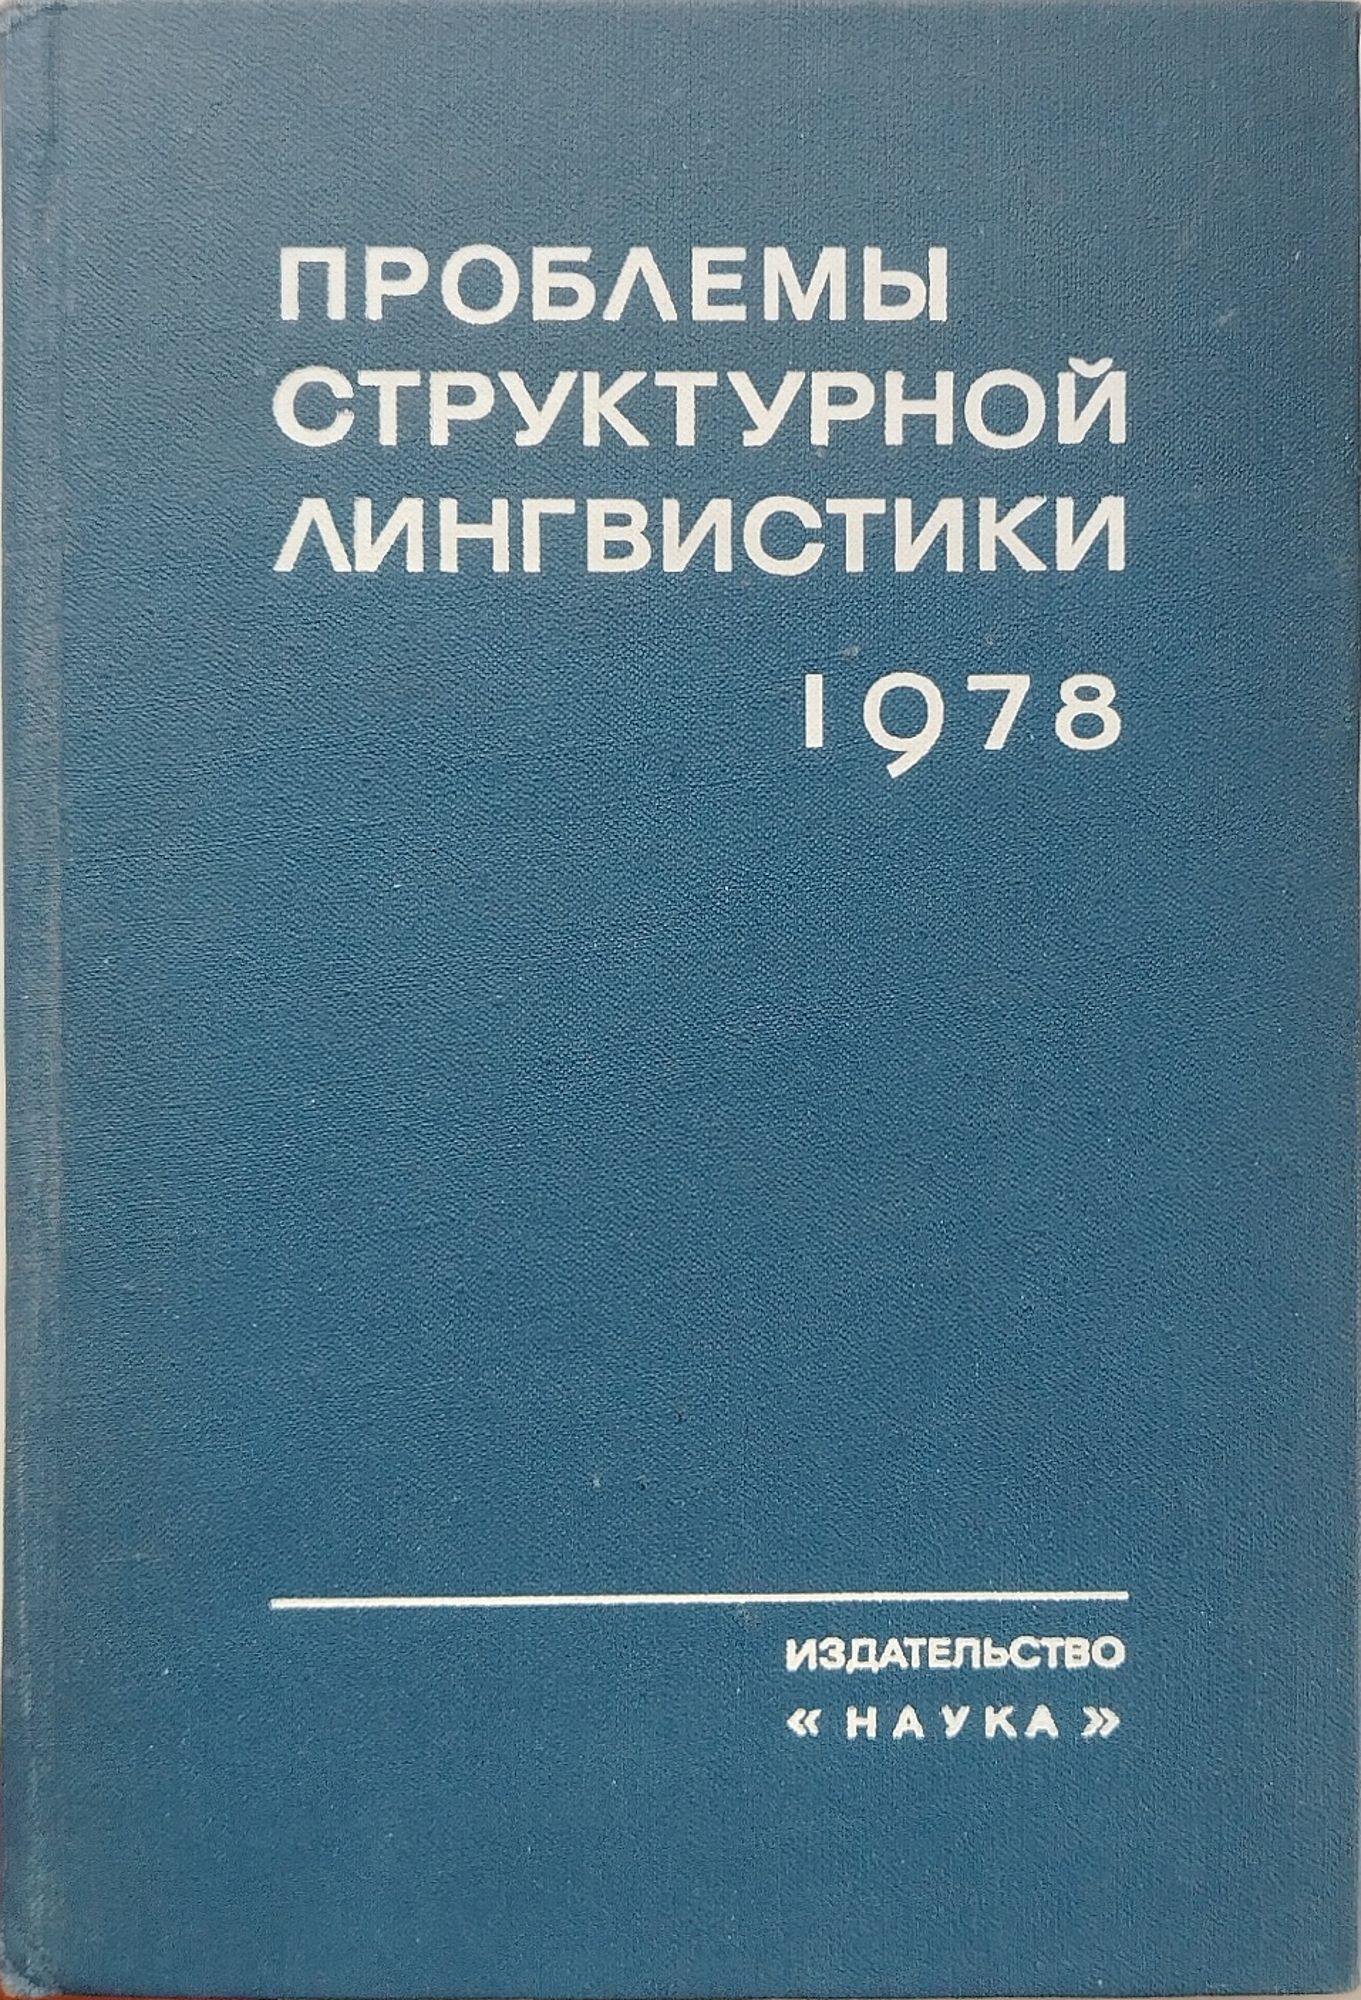 ПРОБЛЕМЫ
СТРУКТУРНОЙ
ЛИНГВИСТИКИ
1978
ИЗДАТЕЛЬСТВО
«НАУКА»